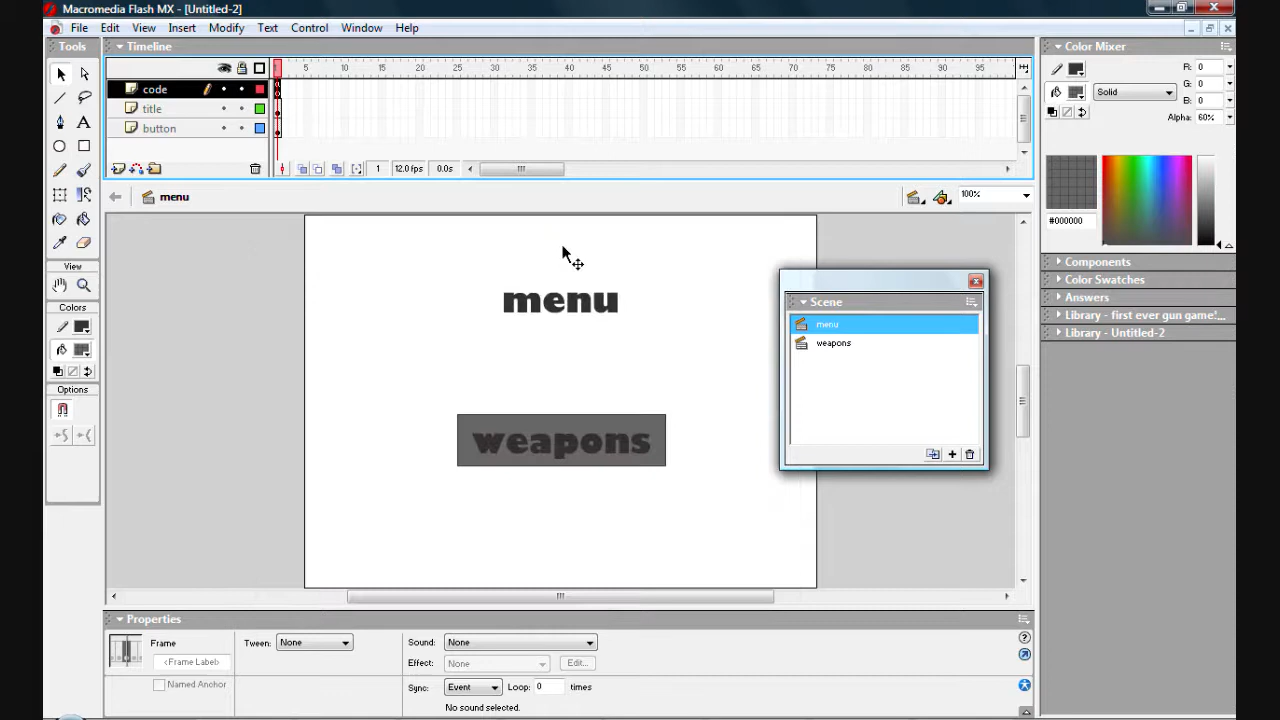 Macromedia Flash MX - [Untitled-2]
File Edit View Insert Modify Text Control Window Help
Tools
Timeline
5 10 15 20 25 30 35 40 45 50 55 60 65 70 75 80 85 90 95
code
title
button
1 12.0 fps 0.0s
menu
100%
menu
weapons
Scene
menu
weapons
View
Colors
Options
Color Mixer
R: 0
Solid
G: 0
B: 0
Alpha: 60%
#000000
Components
Color Swatches
Answers
Library - first ever gun game'...
Library - Untitled-2
Properties
Frame
<Frame Label>
Named Anchor
Tween: None
Sound: None
Effect: None Edit...
Sync: Event Loop: 0 times
No sound selected.